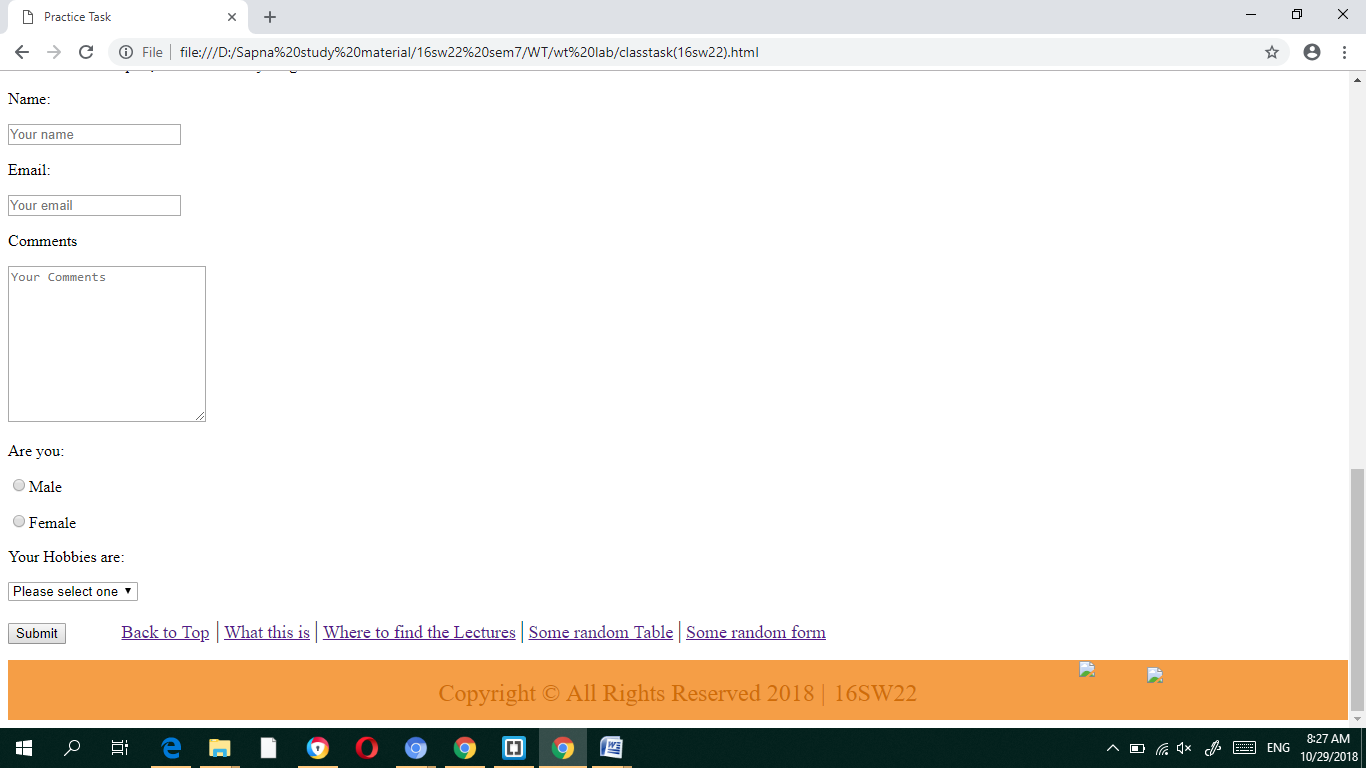 Practice Task
File file:///D:/Sapna%20study%20material/16sw22%20sem7/WT/wt%20lab/classtask(16sw22).html
Name:
Your name
Email:
Your email
Comments
Your Comments
Are you:
Male
Female
Your Hobbies are:
Please select one
Submit Back to Top | What this is | Where to find the Lectures | Some random Table | Some random form
Copyright © All Rights Reserved 2018 | 16SW22
ENG 8:27 AM
10/29/2018